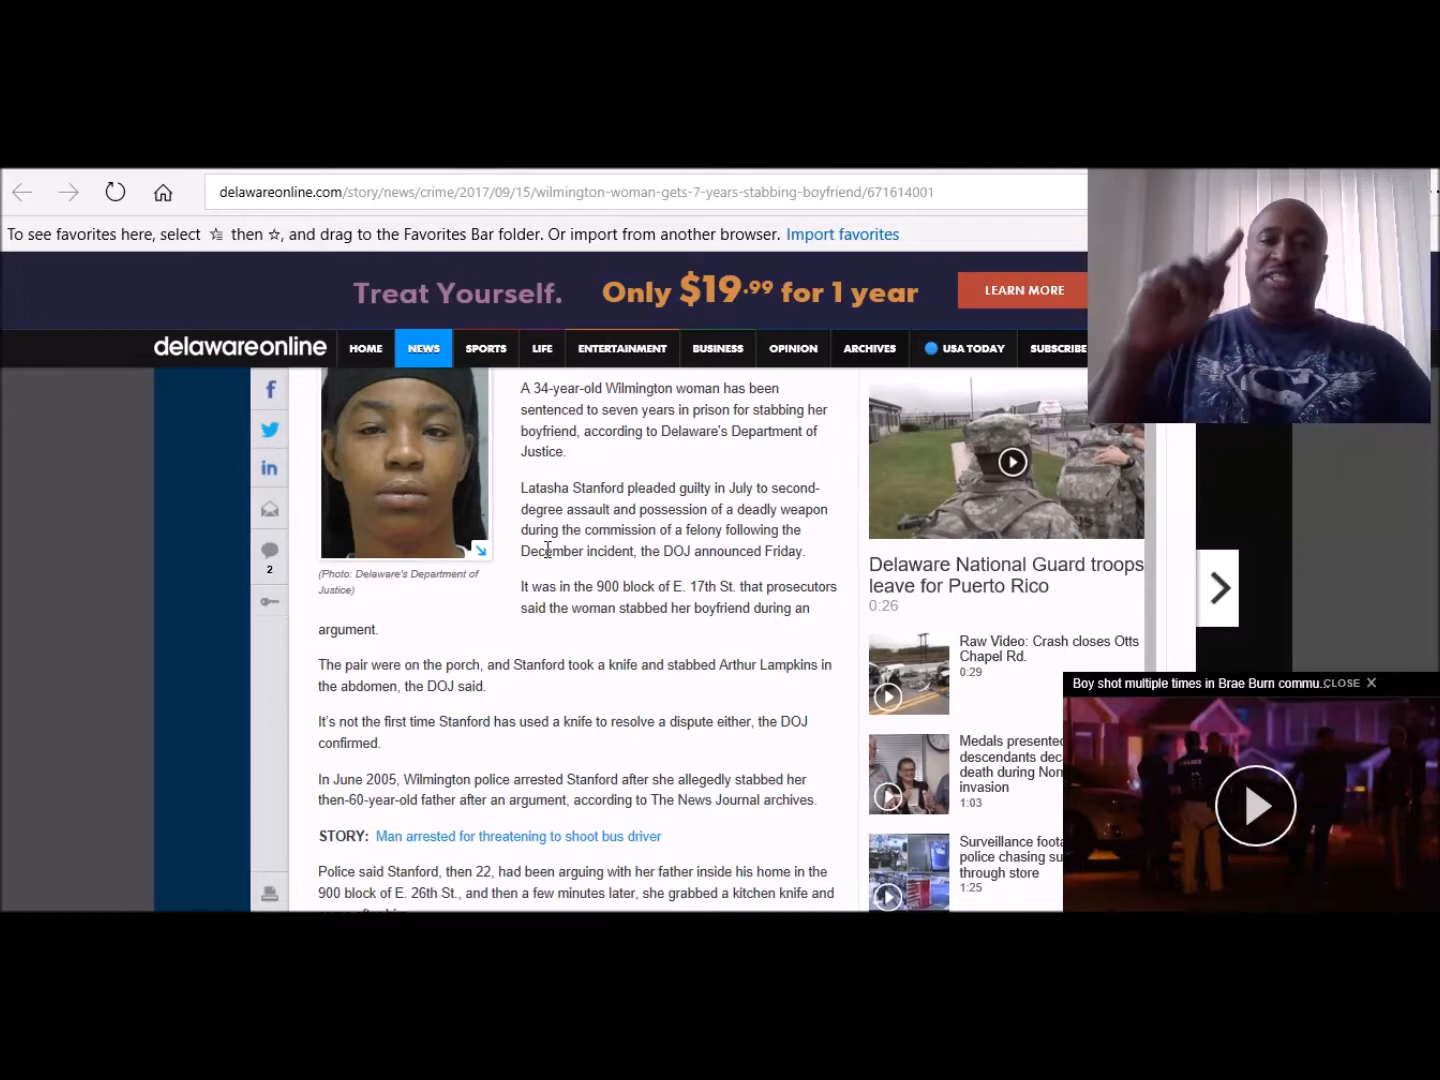 delawareonline.com/story/news/crime/2017/09/15/wilmington-woman-gets-7-years-stabbing-boyfriend/671614001
To see favorites here, select then , and drag to the Favorites Bar folder. Or import from another browser. Import favorites
Treat Yourself. Only $19.99 for 1 year LEARN MORE
delawareonline HOME NEWS SPORTS LIFE ENTERTAINMENT BUSINESS OPINION ARCHIVES USA TODAY SUBSCRIBE
A 34-year-old Wilmington woman has been
sentenced to seven years in prison for stabbing her
boyfriend, according to Delaware's Department of
Justice.
Latasha Stanford pleaded guilty in July to second-
degree assault and possession of a deadly weapon
during the commission of a felony following the
December incident, the DOJ announced Friday.
(Photo: Delaware's Department of
Justice)
It was in the 900 block of E. 17th St. that prosecutors
said the woman stabbed her boyfriend during an
argument.
The pair were on the porch, and Stanford took a knife and stabbed Arthur Lampkins in
the abdomen, the DOJ said.
It's not the first time Stanford has used a knife to resolve a dispute either, the DOJ
confirmed.
In June 2005, Wilmington police arrested Stanford after she allegedly stabbed her
then-60-year-old father after an argument, according to The News Journal archives.
STORY: Man arrested for threatening to shoot bus driver
Police said Stanford, then 22, had been arguing with her father inside his home in the
900 block of E. 26th St., and then a few minutes later, she grabbed a kitchen knife and
2
Delaware National Guard troops
leave for Puerto Rico
0:26
Raw Video: Crash closes Otts
Chapel Rd.
0:29
Medals presented
descendants
death during
invasion
1:03
Surveillance
police chasing
through store
1:25
Boy shot multiple times in Brae Burn commu... CLOSE X